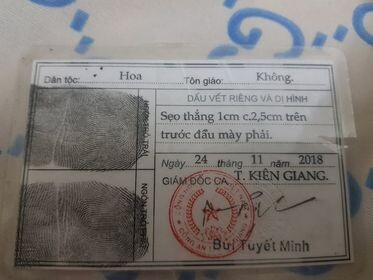 Dân tộc: Hoa Tôn giáo: Không.
DẤU VẾT RIÊNG VÀ DỊ HÌNH
Sẹo thẳng 1cm c.2,5cm trên
trước đầu mày phải.
Ngày 24 tháng 11 năm 2018
GIÁM ĐỐC CA. T. KIÊN GIANG.
Bùi Tuyết Minh